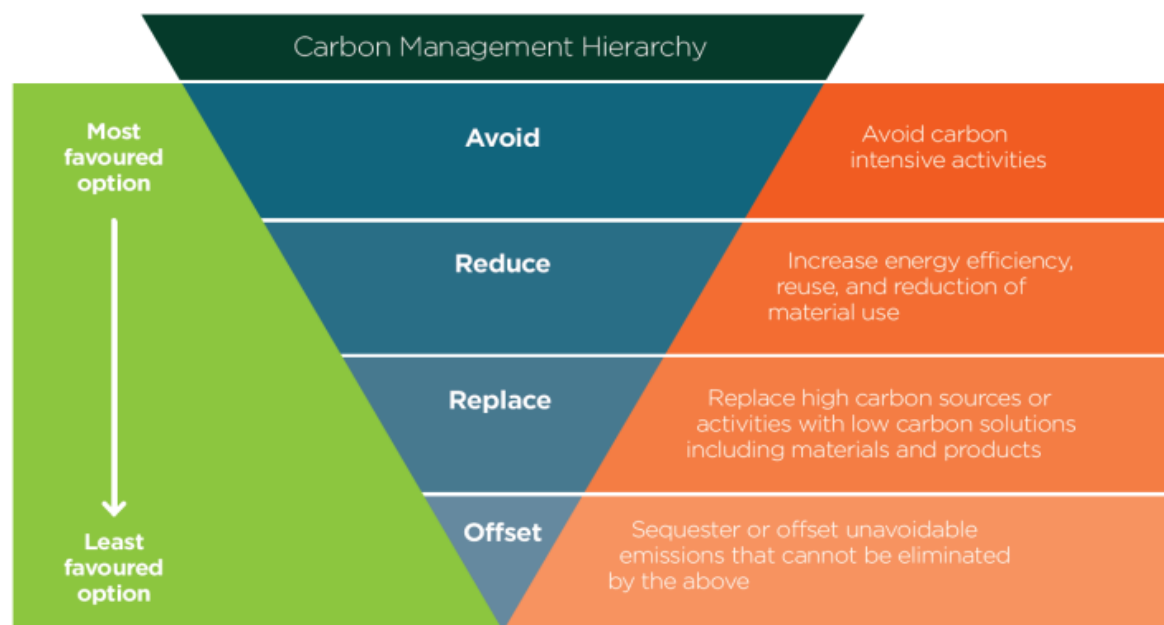 Carbon Management Hierarchy
Most
favoured
option
Avoid
Avoid carbon
intensive activities
Reduce
Increase energy efficiency,
reuse, and reduction of
material use
Replace
Replace high carbon sources or
activities with low carbon solutions
including materials and products
Least
favoured
option
Offset
Sequester or offset unavoidable
emissions that cannot be eliminated
by the above